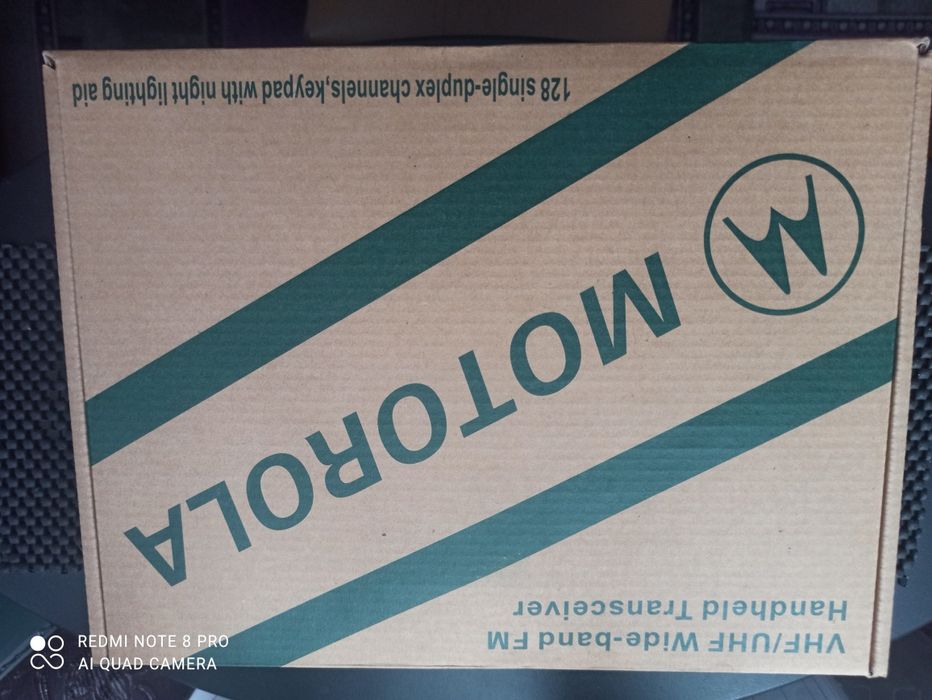 VHF/UHF Wide-band FM
Handheld Transceiver
MOTOROLA
128 single-duplex channels,keypad with night lighting aid
REDMI NOTE 8 PRO
AI QUAD CAMERA